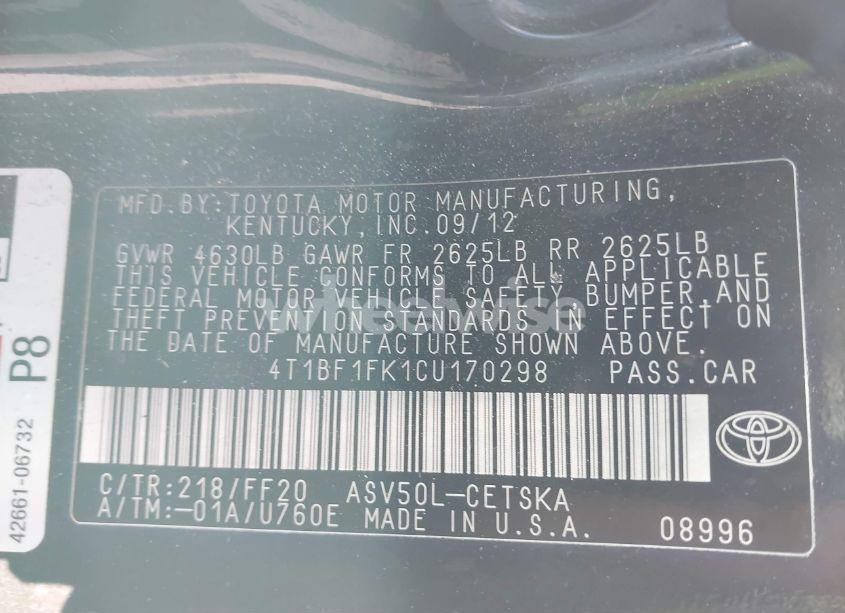 MFD.BY:TOYOTA MOTOR MANUFACTURING,
KENTUCKY, INC.09/12
GVWR 4630LB GAWR FR 2625LB RR 2625LB
THIS VEHICLE CONFORMS TO ALL APPLICABLE
FEDERAL MOTOR VEHICLE SAFETY, BUMPER,AND
THEFT PREVENTION STANDARDS IN EFFECT ON
THE DATE OF MANUFACTURE SHOWN ABOVE.
4T1BF1FK1CU170298 PASS.CAR
C/TR:218/FF20 ASV50L-CETSKA
A/TM:-01A/U760E MADE IN U.S.A. 08996
P8
42661-06732
wheelwise